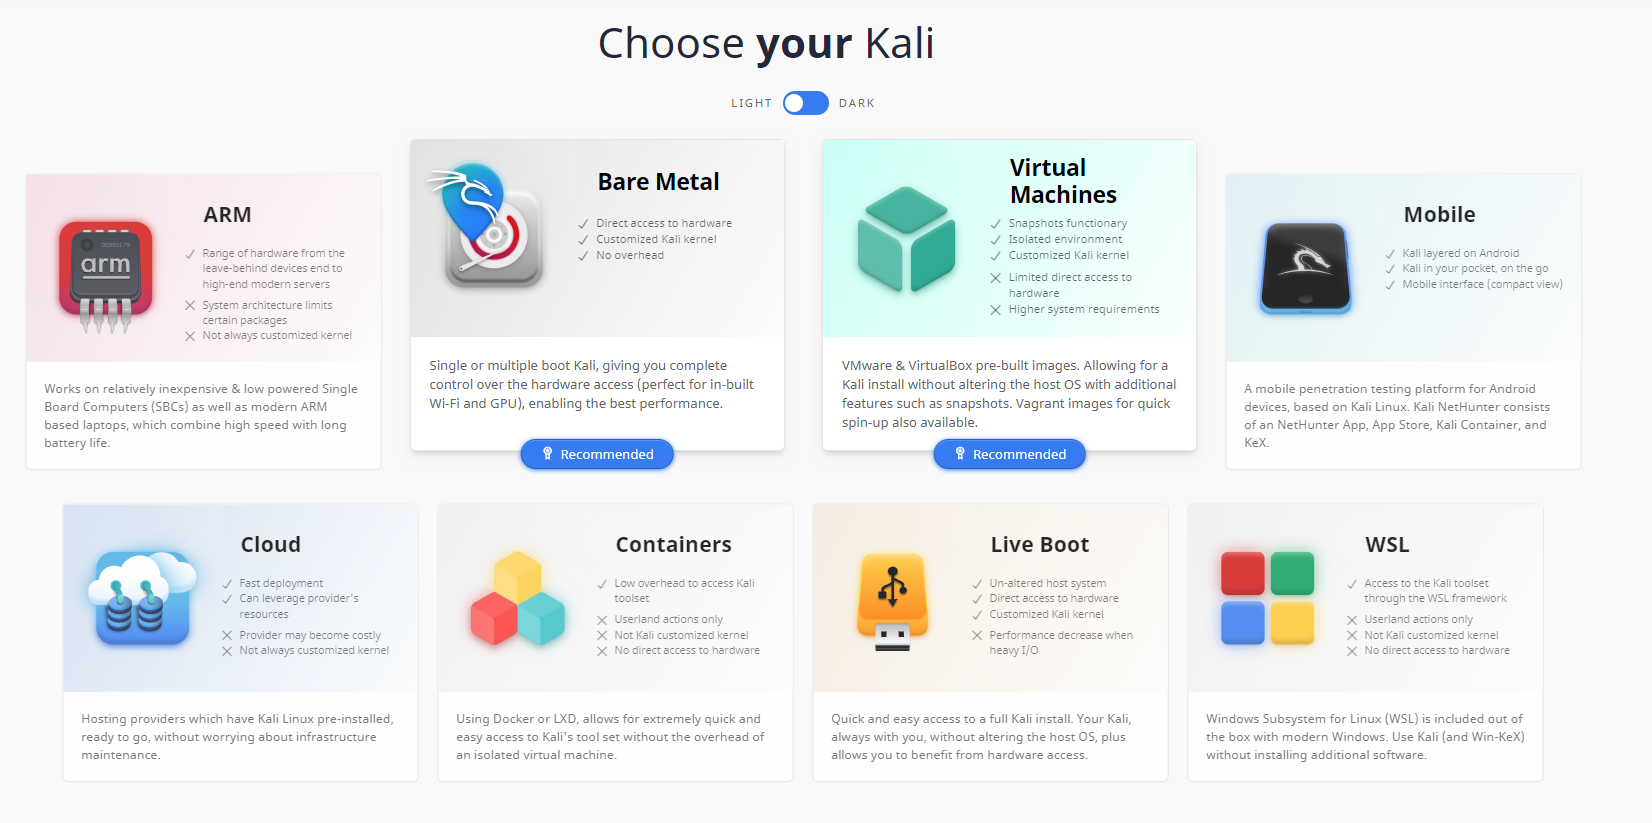 Choose your Kali
LIGHT DARK
ARM
00350179
arm
Range of hardware from the
leave-behind devices end to
high-end modern servers
System architecture limits
certain packages
Not always customized kernel
Works on relatively inexpensive & low powered Single
Board Computers (SBCs) as well as modern ARM
based laptops, which combine high speed with long
battery life.
Bare Metal
Direct access to hardware
Customized Kali kernel
No overhead
Single or multiple boot Kali, giving you complete
control over the hardware access (perfect for in-built
Wi-Fi and GPU), enabling the best performance.
Recommended
Virtual
Machines
Snapshots functionary
Isolated environment
Customized Kali kernel
Limited direct access to
hardware
Higher system requirements
VMware & VirtualBox pre-built images. Allowing for a
Kali install without altering the host OS with additional
features such as snapshots. Vagrant images for quick
spin-up also available.
Recommended
Mobile
Kali layered on Android
Kali in your pocket, on the go
Mobile interface (compact view)
A mobile penetration testing platform for Android
devices, based on Kali Linux. Kali NetHunter consists
of an NetHunter App, App Store, Kali Container, and
KeX.
Cloud
Fast deployment
Can leverage provider's
resources
Provider may become costly
Not always customized kernel
Hosting providers which have Kali Linux pre-installed,
ready to go, without worrying about infrastructure
maintenance.
Containers
Low overhead to access Kali
toolset
Userland actions only
Not Kali customized kernel
No direct access to hardware
Using Docker or LXD, allows for extremely quick and
easy access to Kali's tool set without the overhead of
an isolated virtual machine.
Live Boot
Un-altered host system
Direct access to hardware
Customized Kali kernel
Performance decrease when
heavy I/O
Quick and easy access to a full Kali install. Your Kali,
always with you, without altering the host OS, plus
allows you to benefit from hardware access.
WSL
Access to the Kali toolset
through the WSL framework
Userland actions only
Not Kali customized kernel
No direct access to hardware
Windows Subsystem for Linux (WSL) is included out of
the box with modern Windows. Use Kali (and Win-KeX)
without installing additional software.